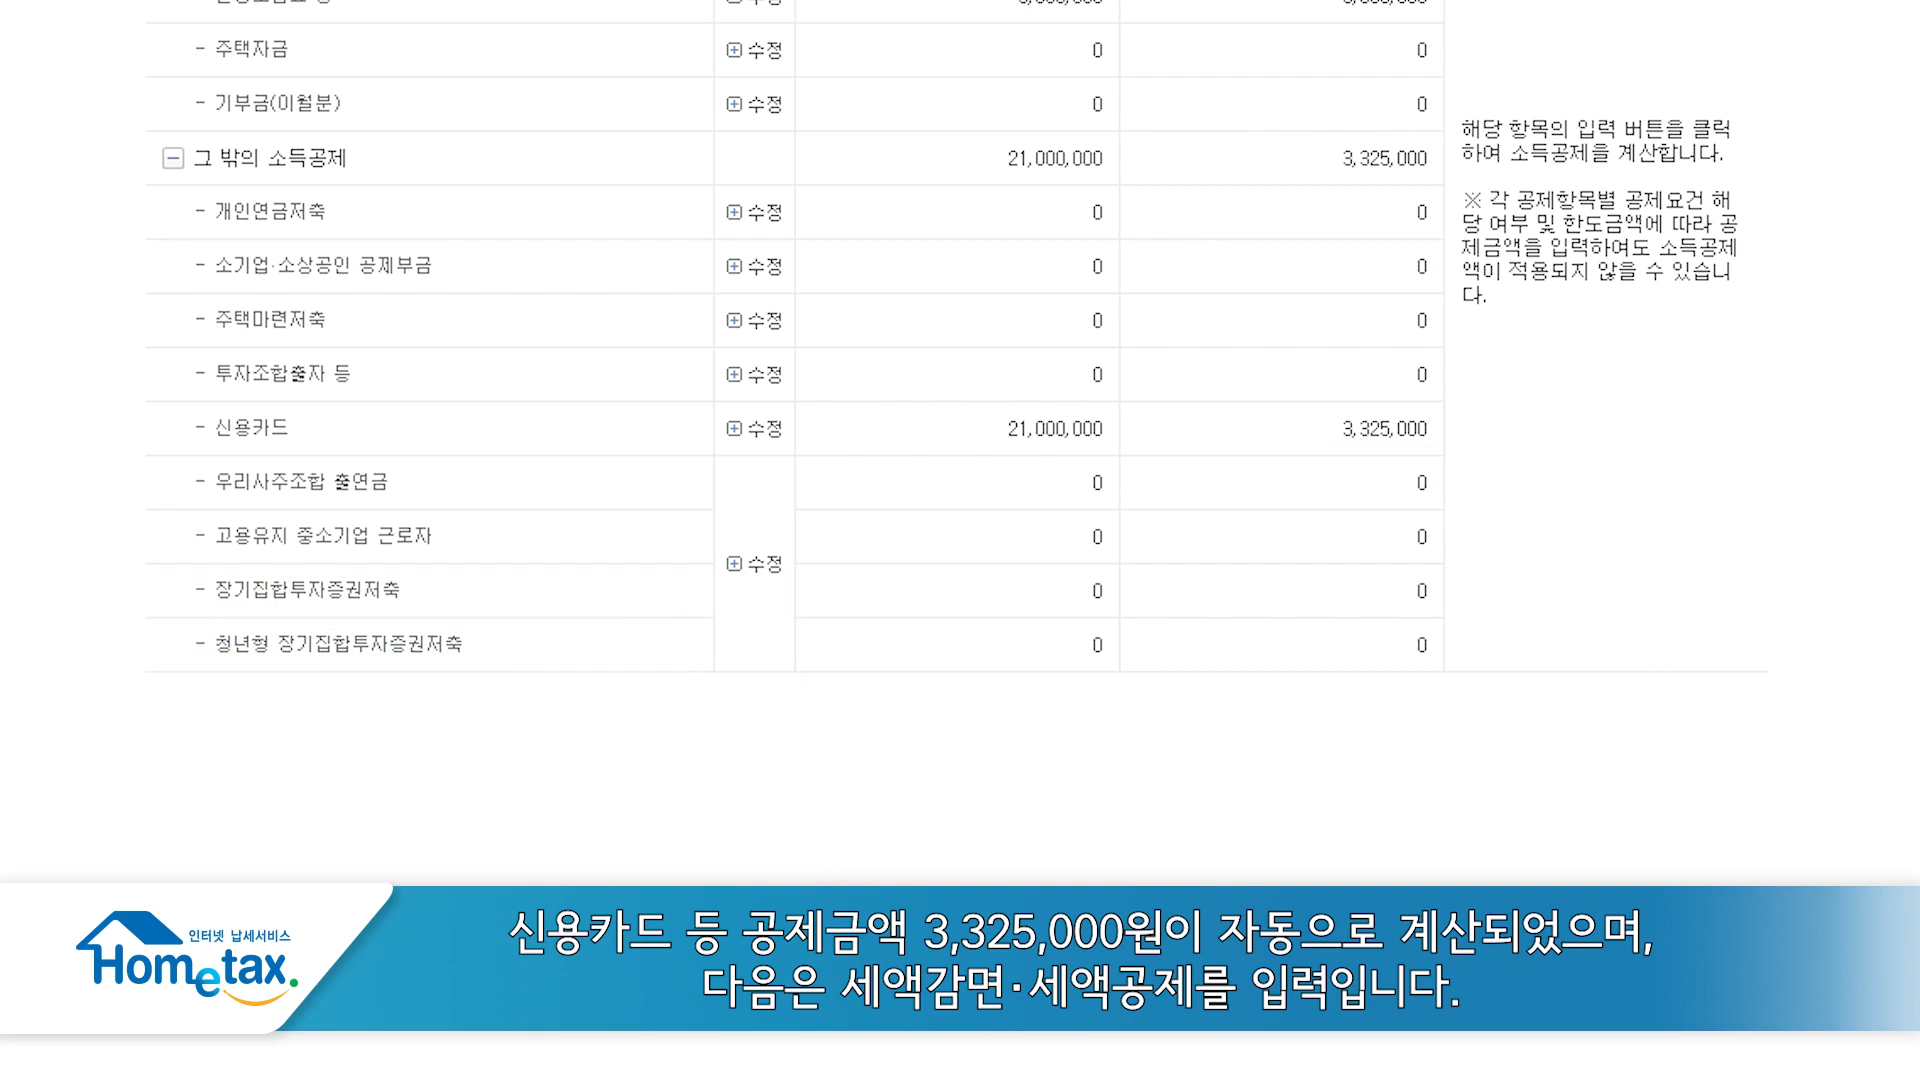 - 주택자금 수정 0 0
- 기부금(이월분) 수정 0 0
그 밖의 소득공제 21,000,000 3,325,000
- 개인연금저축 수정 0 0
- 소기업·소상공인 공제부금 수정 0 0
- 주택마련저축 수정 0 0
- 투자조합출자 등 수정 0 0
- 신용카드 수정 21,000,000 3,325,000
- 우리사주조합 출연금 0 0
- 고용유지 중소기업 근로자 0 0
수정
- 장기집합투자증권저축 0 0
- 청년형 장기집합투자증권저축 0 0
해당 항목의 입력 버튼을 클릭
하여 소득공제를 계산합니다.
※ 각 공제항목별 공제요건 해
당 여부 및 한도금액에 따라 공
제금액을 입력하여도 소득공제
액이 적용되지 않을 수 있습니
다.
인터넷 납세서비스
Hometax.
신용카드 등 공제금액 3,325,000원이 자동으로 계산되었으며,
다음은 세액감면·세액공제를 입력입니다.